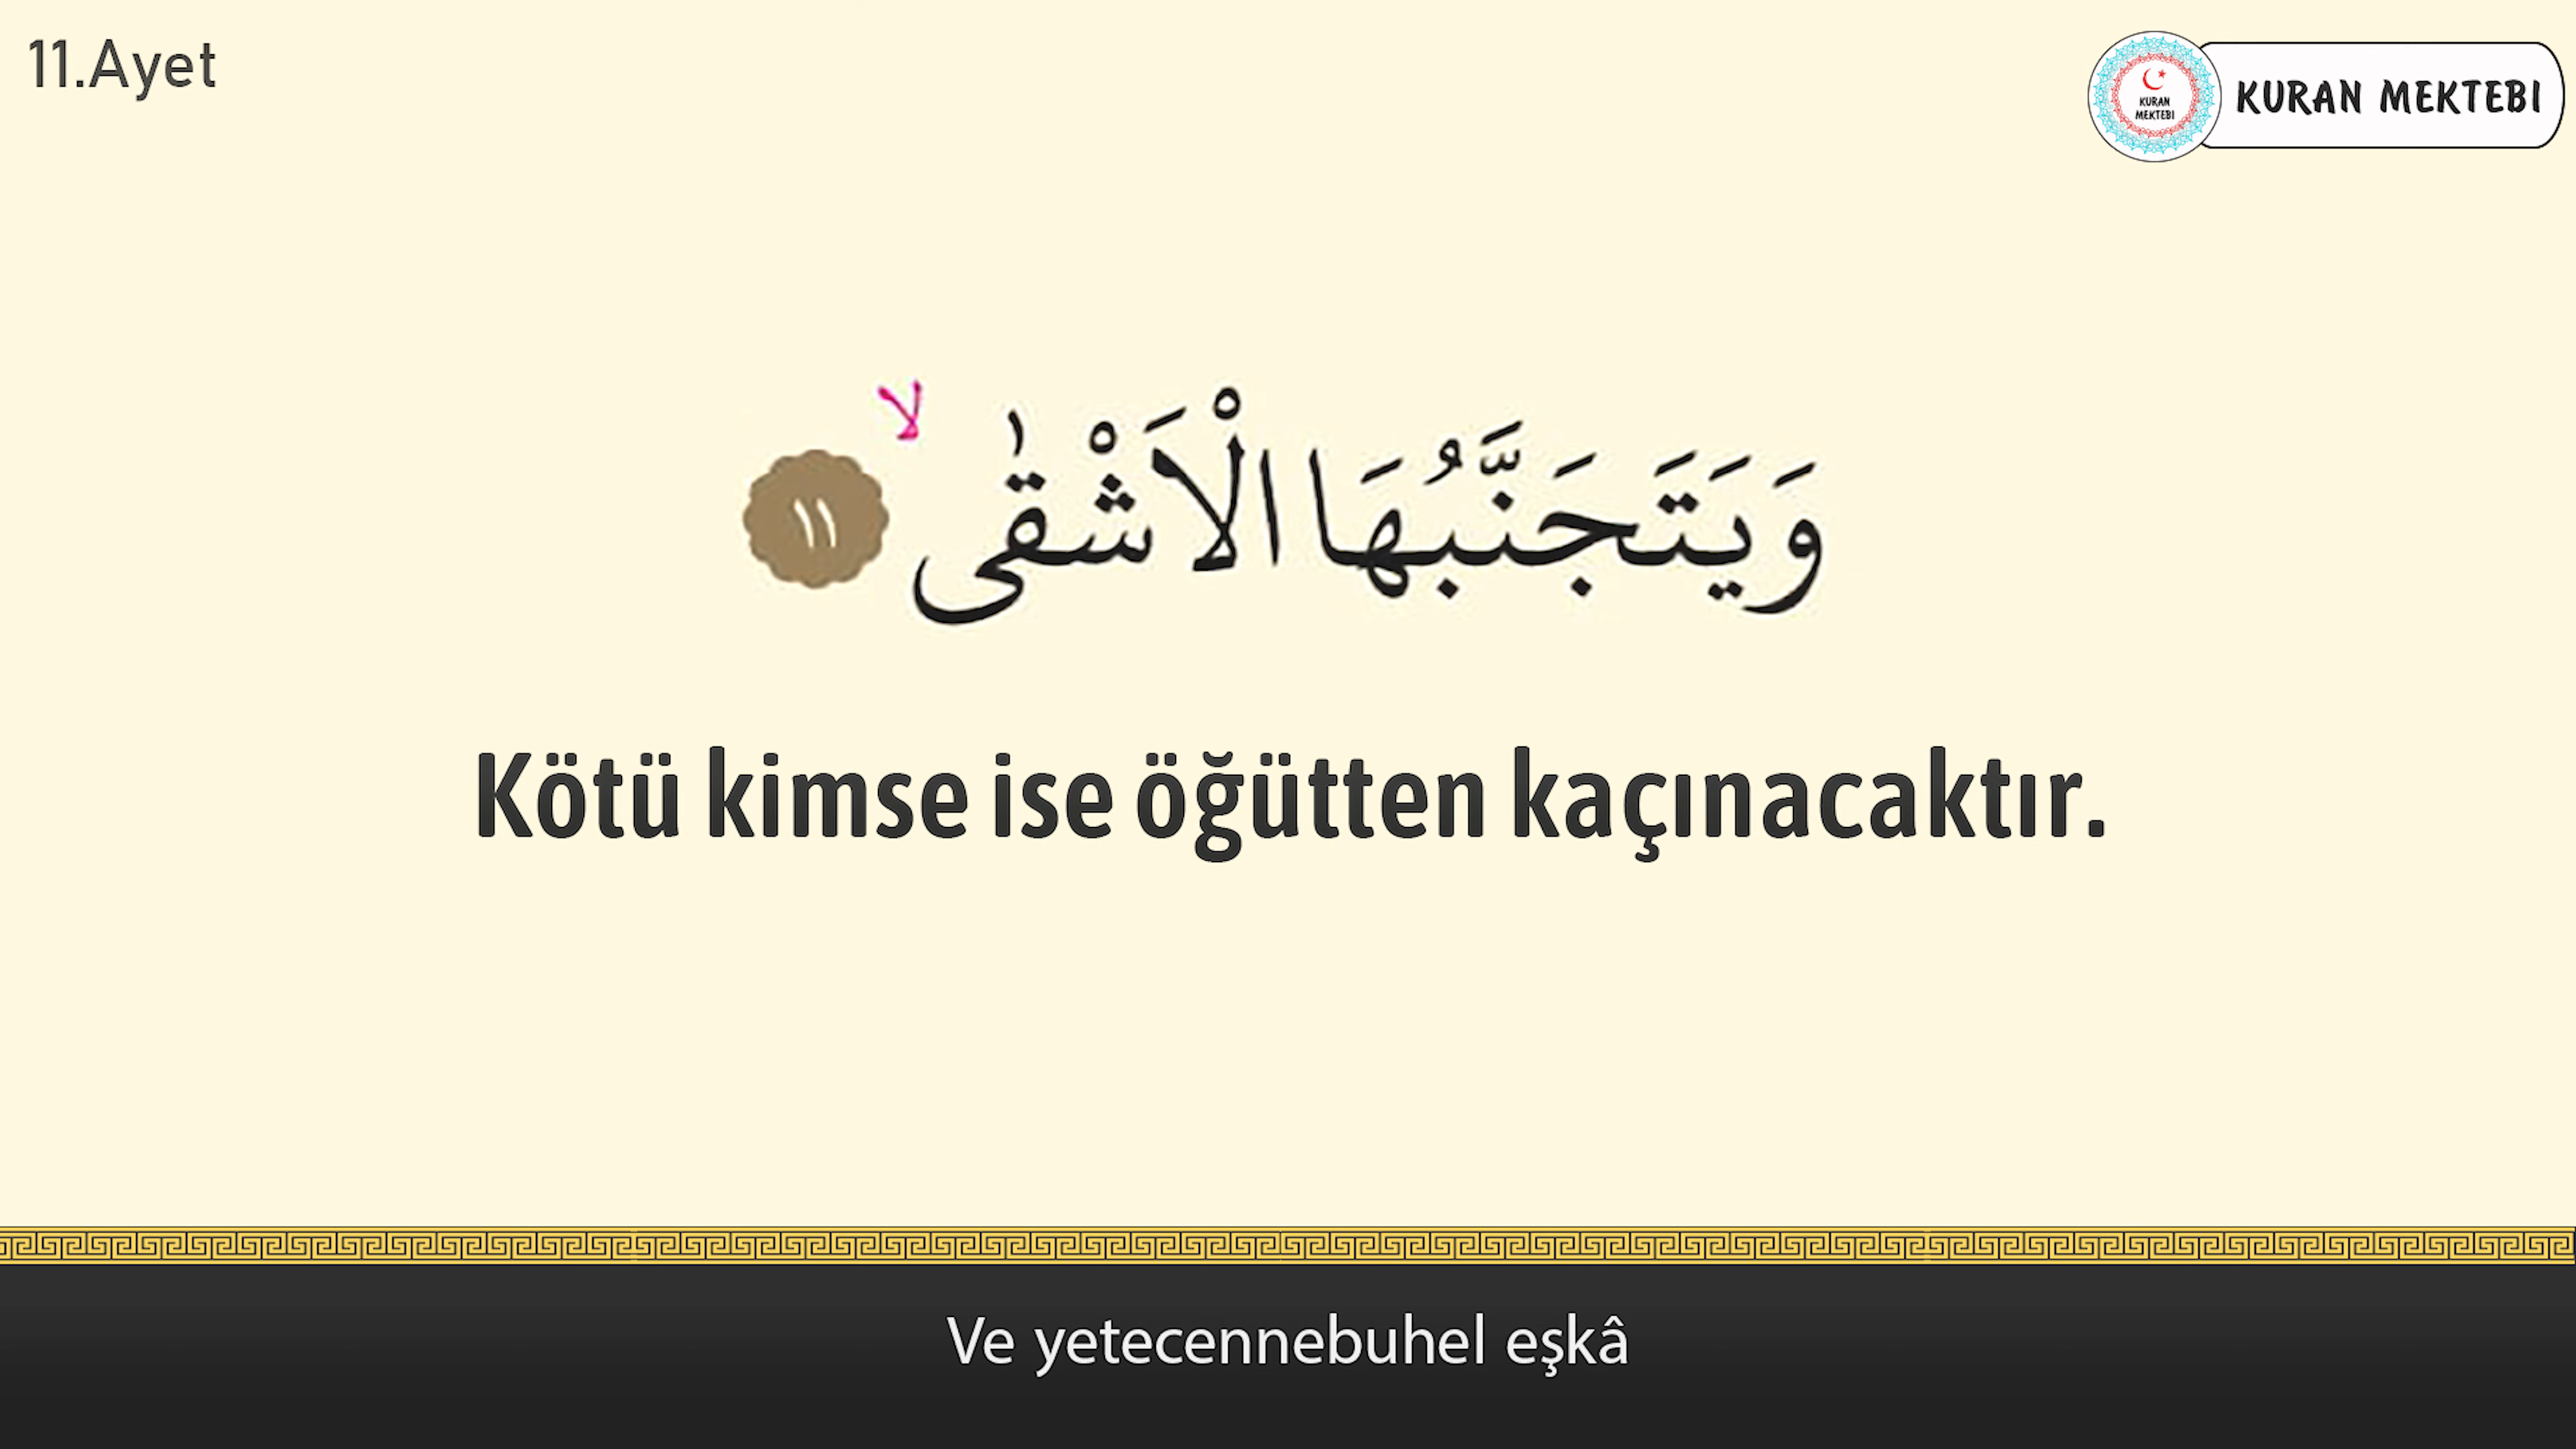 11.Ayet
KURAN
MEKTEBI
KURAN MEKTEBI
وَيَتَجَنَّبُهَا الْاَشْقٰىۙ ١١
Kötü kimse ise öğütten kaçınacaktır.
Ve yetecennebuhel eşkâ